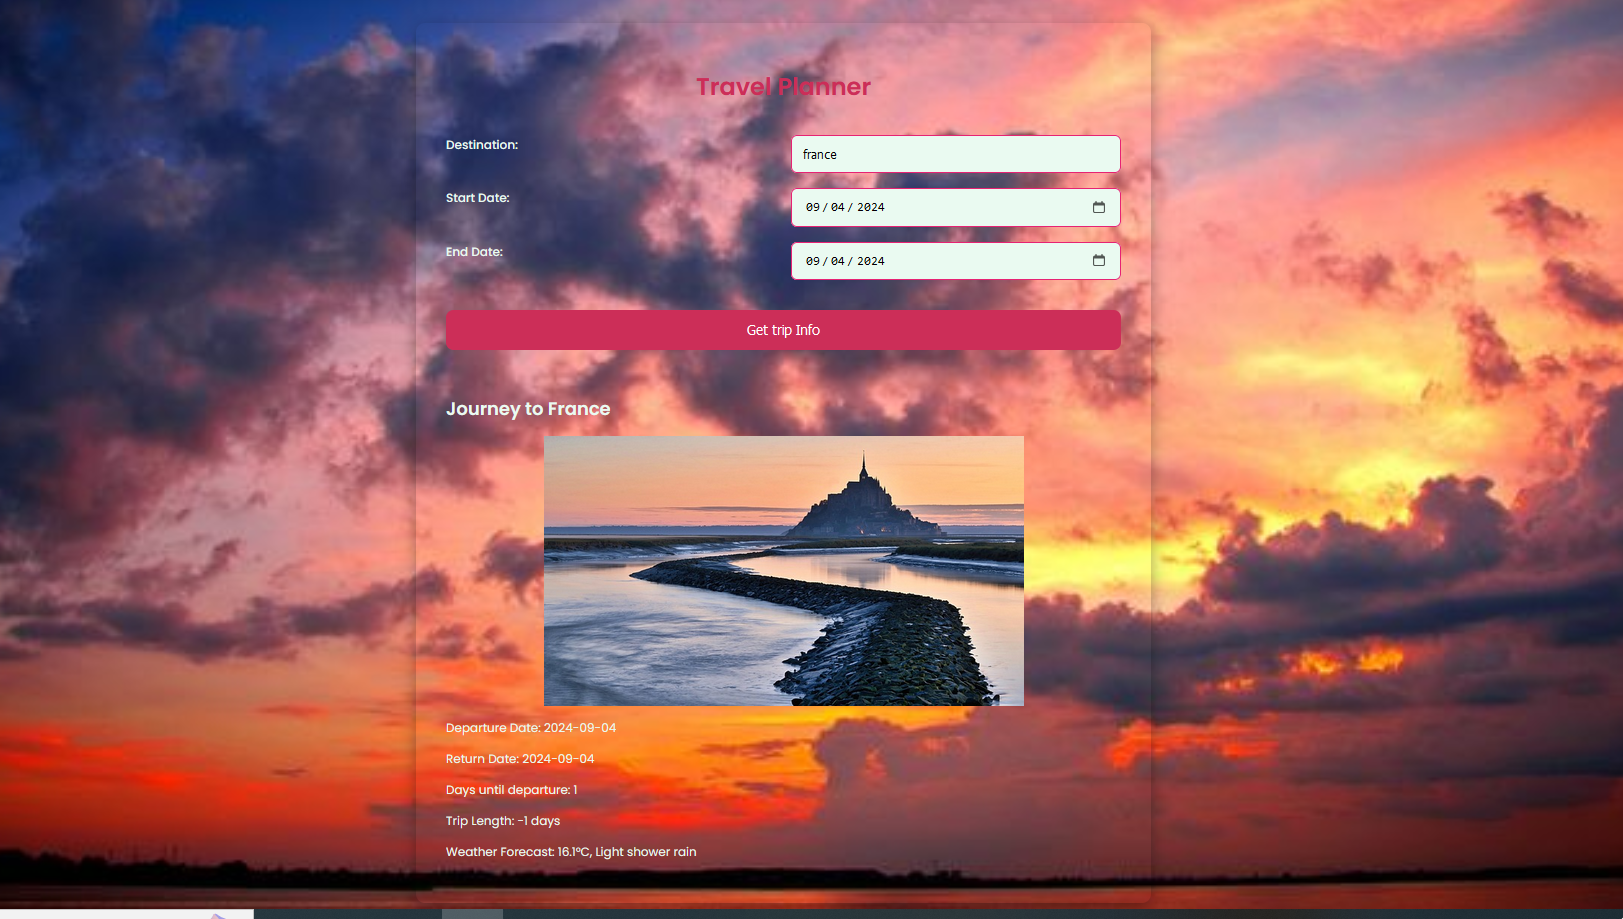 Travel Planner
Destination:
france
Start Date:
09/04/2024
End Date:
09/04/2024
Get trip Info
Journey to France
Departure Date: 2024-09-04
Return Date: 2024-09-04
Days until departure: 1
Trip Length: -1 days
Weather Forecast: 16.1°C, Light shower rain